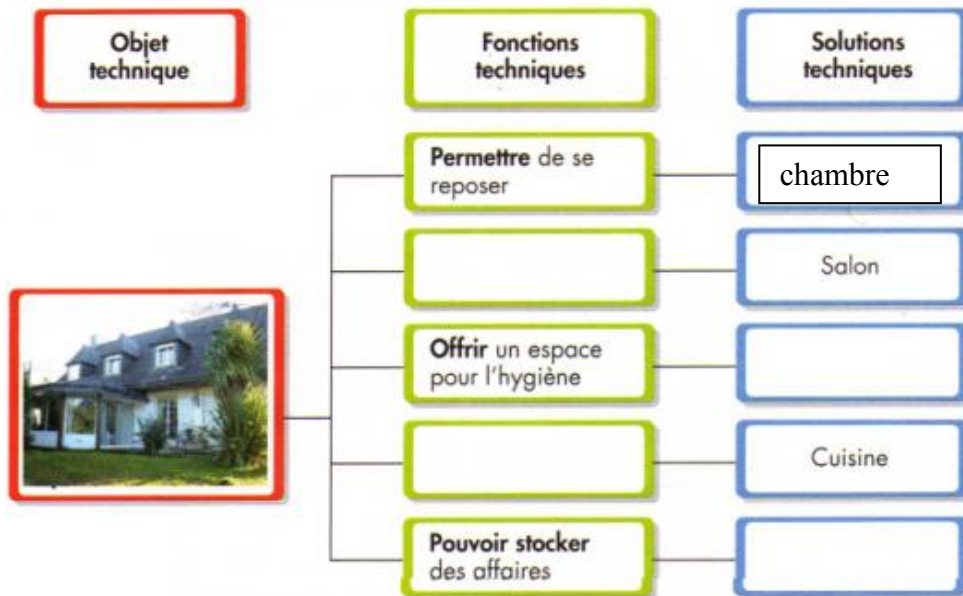 Objet
technique
Fonctions
techniques
Solutions
techniques
Permettre de se
reposer
chambre
Salon
Offrir un espace
pour l'hygiène
Cuisine
Pouvoir stocker
des affaires